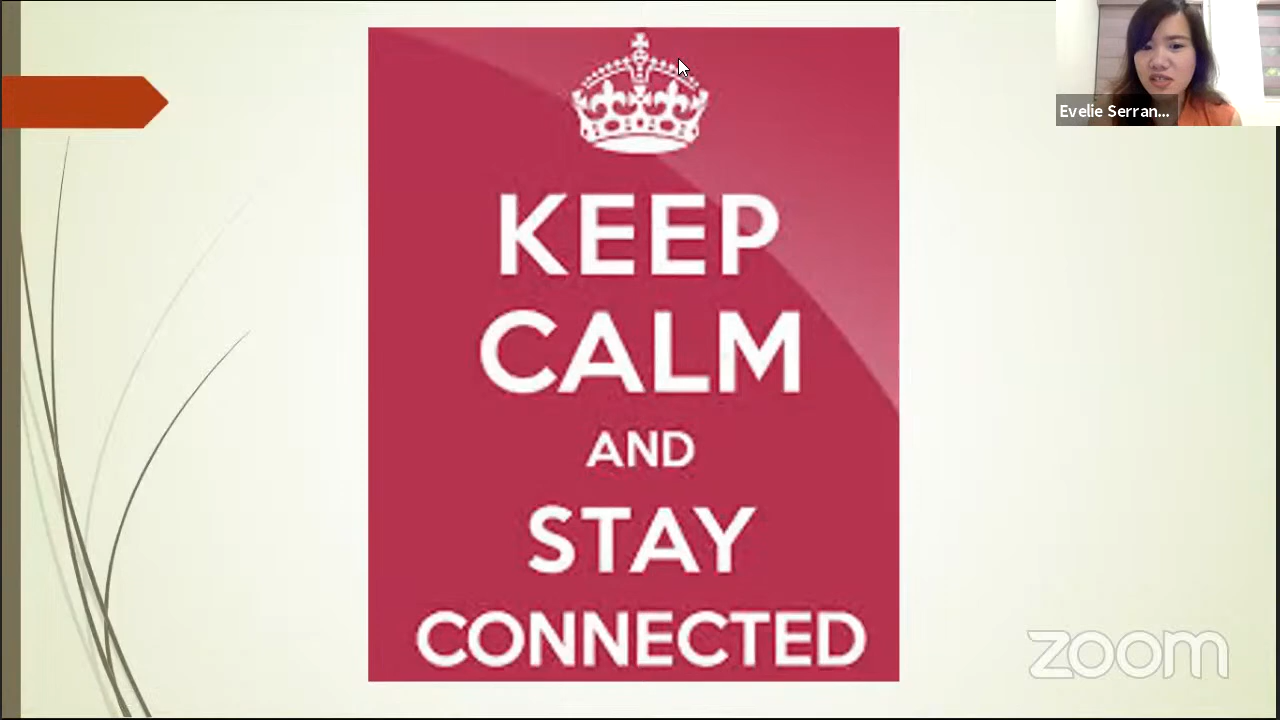 Evelie Serran...
KEEP
CALM
AND
STAY
CONNECTED
zoom